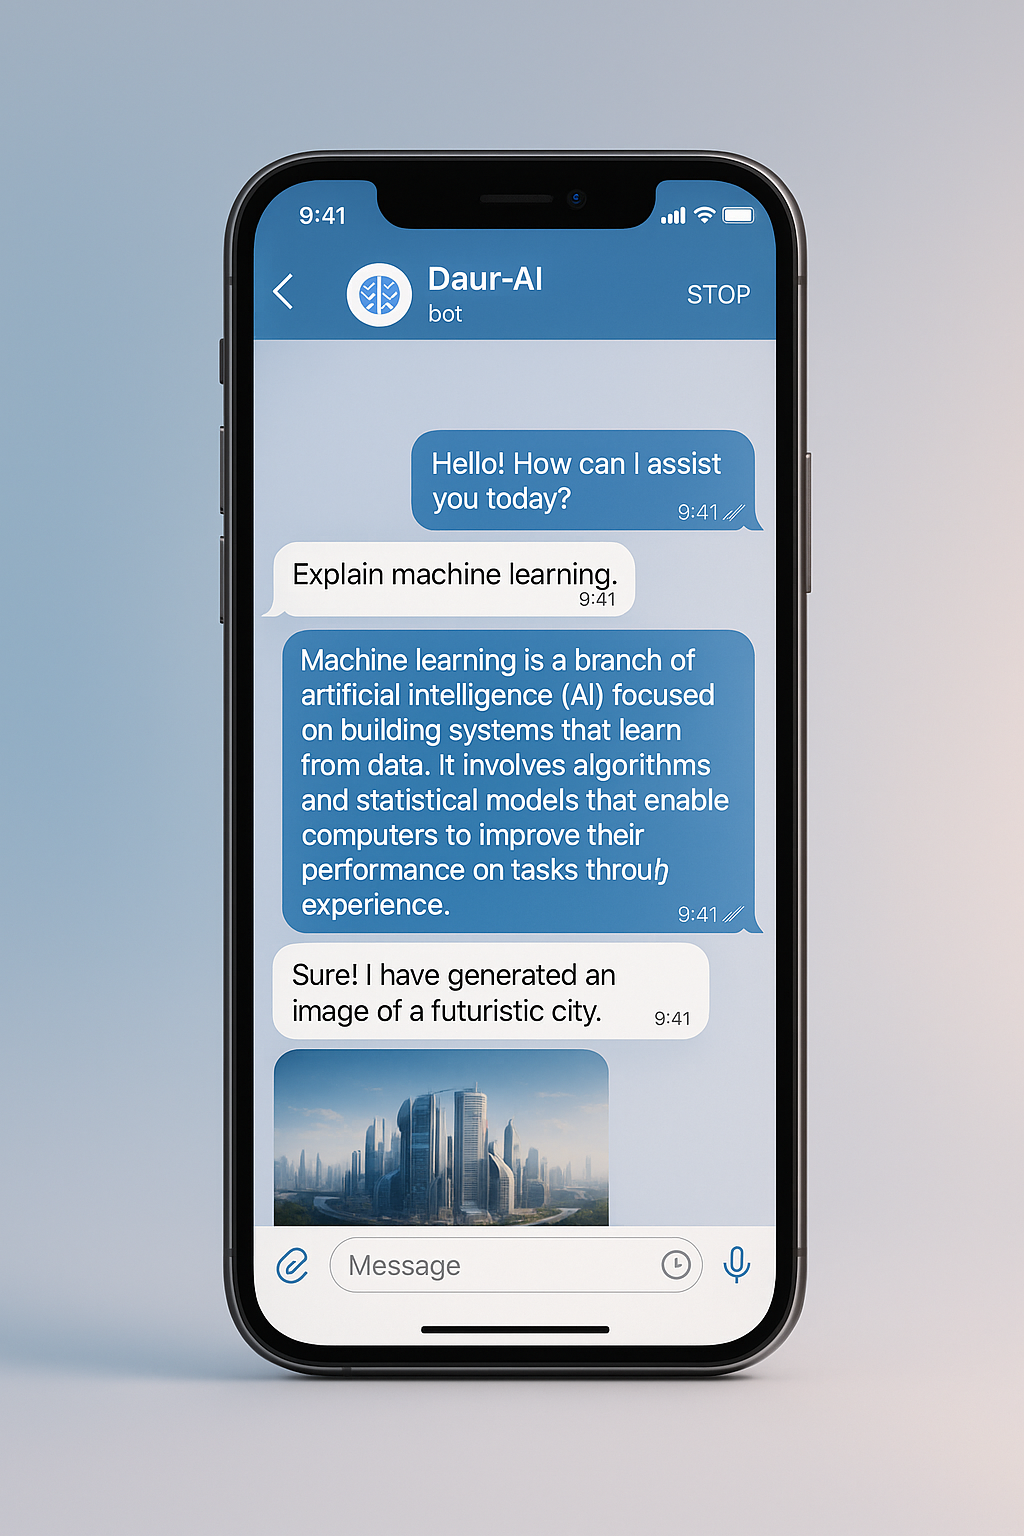 9:41
Daur-AI
bot
STOP
Hello! How can I assist
you today?
9:41
Explain machine learning.
9:41
Machine learning is a branch of
artificial intelligence (AI) focused
on building systems that learn
from data. It involves algorithms
and statistical models that enable
computers to improve their
performance on tasks
experience.
9:41
Sure! I have generated an
image of a futuristic city.
9:41
Message